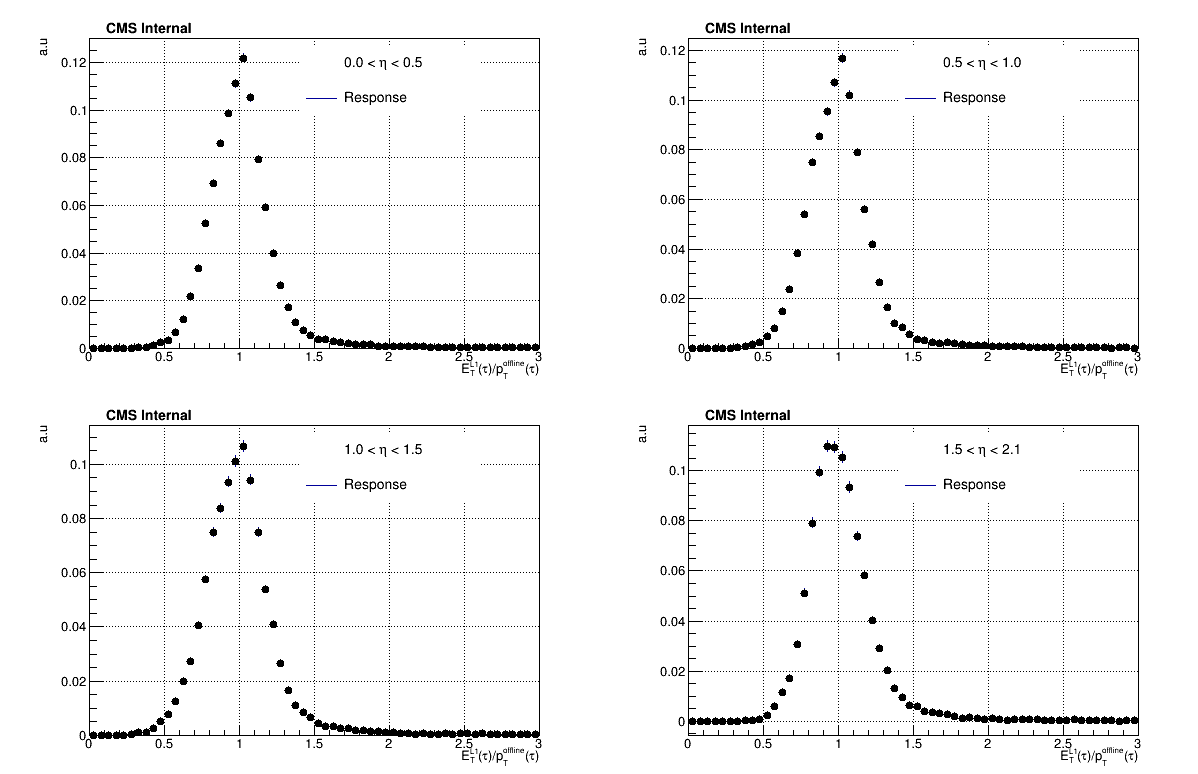 CMS Internal
a.u
0.0 < η < 0.5
Response
0.12
0.1
0.08
0.06
0.04
0.02
0
0 0.5 1 1.5 2 2.5 3
E_T^L1(τ)/p_T^offline(τ)
CMS Internal
a.u
0.5 < η < 1.0
Response
0.12
0.1
0.08
0.06
0.04
0.02
0
0 0.5 1 1.5 2 2.5 3
E_T^L1(τ)/p_T^offline(τ)
CMS Internal
a.u
1.0 < η < 1.5
Response
0.1
0.08
0.06
0.04
0.02
0
0 0.5 1 1.5 2 2.5 3
E_T^L1(τ)/p_T^offline(τ)
CMS Internal
a.u
1.5 < η < 2.1
Response
0.1
0.08
0.06
0.04
0.02
0
0 0.5 1 1.5 2 2.5 3
E_T^L1(τ)/p_T^offline(τ)